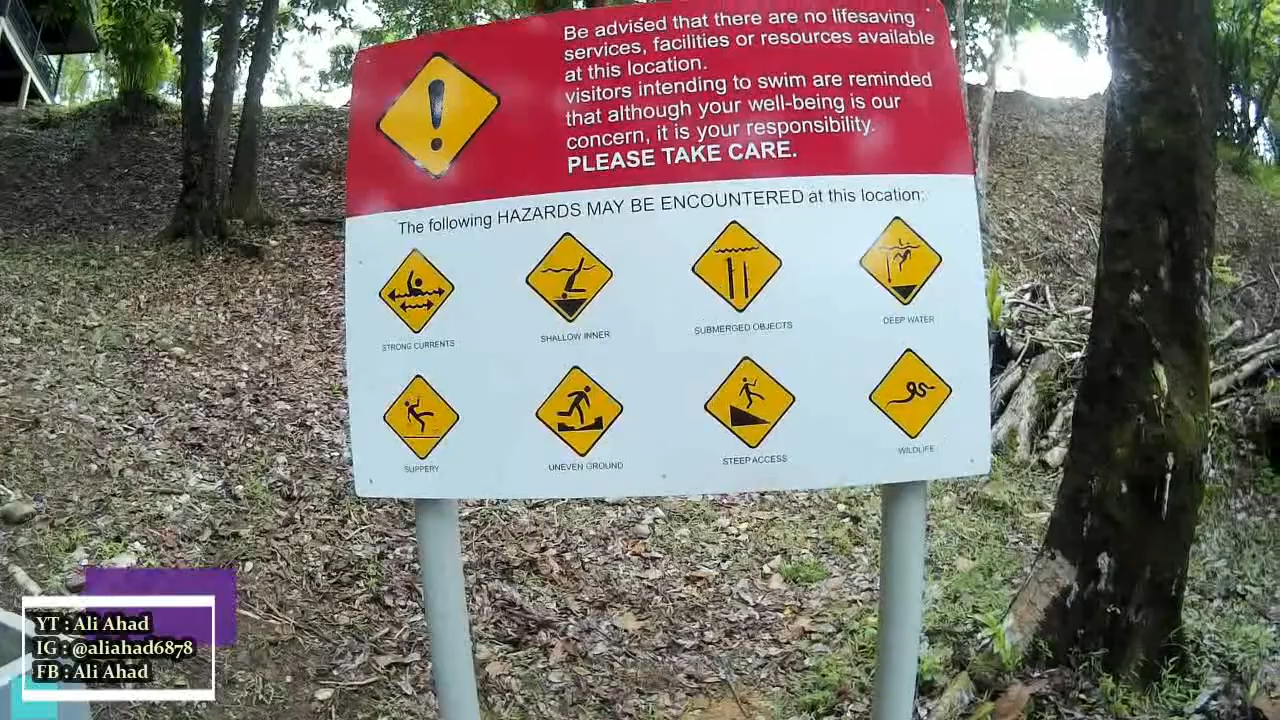 Be advised that there are no lifesaving
services, facilities or resources available
at this location.
visitors intending to swim are reminded
that although your well-being is our
concern, it is your responsibility.
PLEASE TAKE CARE.
The following HAZARDS MAY BE ENCOUNTERED at this location:
STRONG CURRENTS
SHALLOW INNER
SUBMERGED OBJECTS
DEEP WATER
SLIPPERY
UNEVEN GROUND
STEEP ACCESS
WILDLIFE
YT : Ali Ahad
IG : @aliahad6878
FB : Ali Ahad